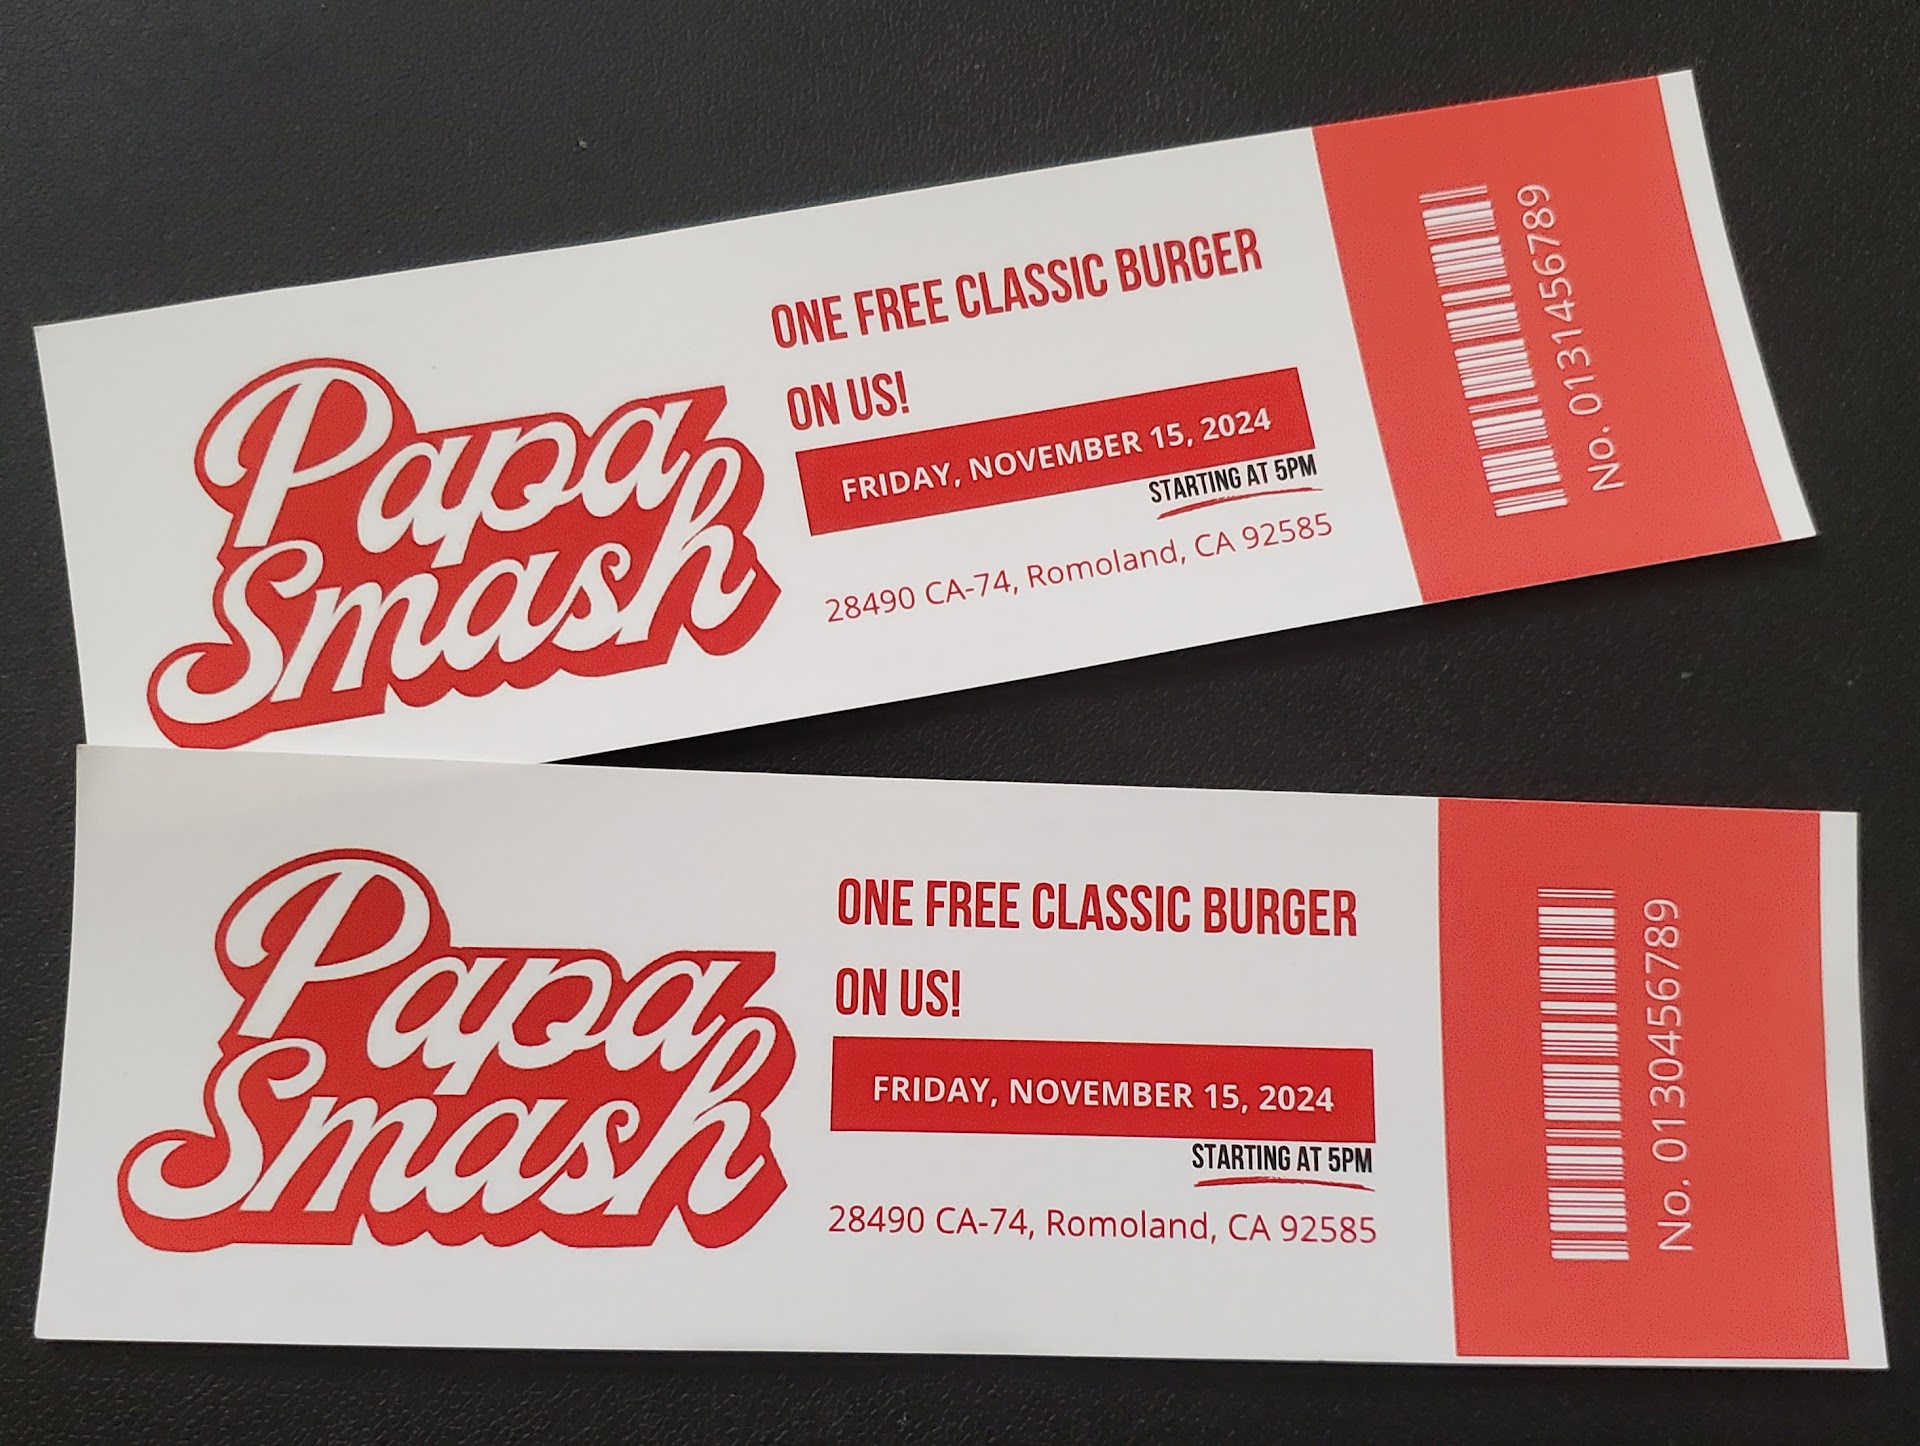 Papa
Smash
ONE FREE CLASSIC BURGER
ON US!
FRIDAY, NOVEMBER 15, 2024
STARTING AT 5PM
28490 CA-74, Romoland, CA 92585
No. 0131456789
Papa
Smash
ONE FREE CLASSIC BURGER
ON US!
FRIDAY, NOVEMBER 15, 2024
STARTING AT 5PM
28490 CA-74, Romoland, CA 92585
No. 0130456789